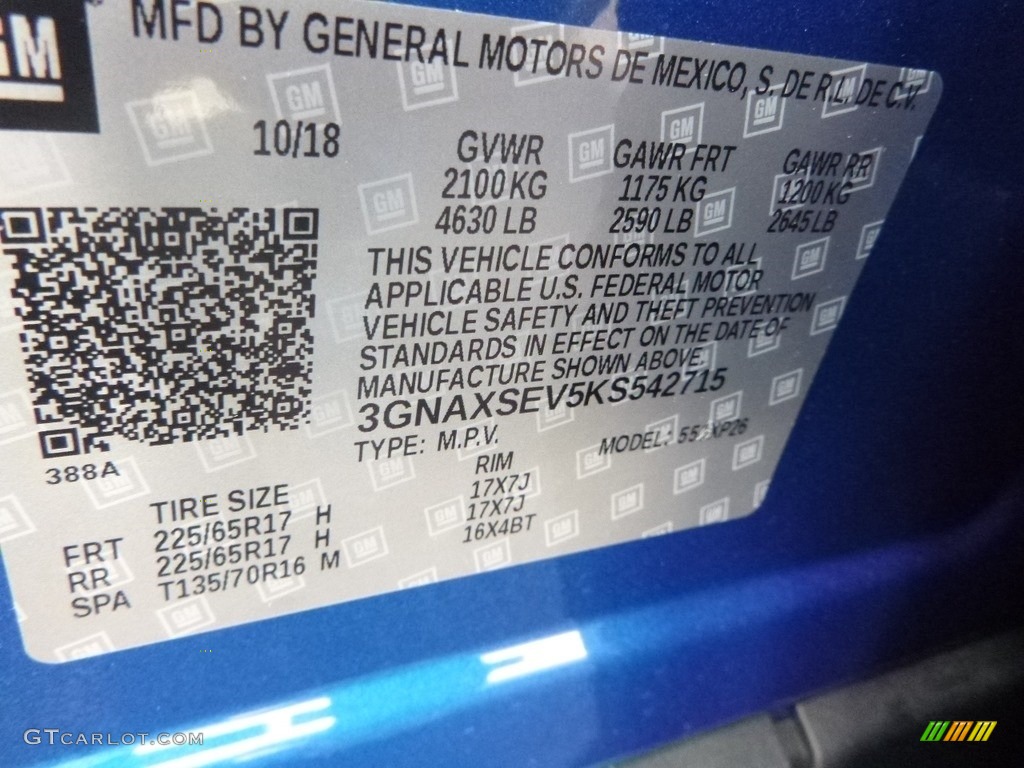 GM
MFD BY GENERAL MOTORS DE MEXICO, S. DE R.L. DE C.V.
10/18
GVWR GAWR FRT GAWR RR
2100 KG 1175 KG 1200 KG
4630 LB 2590 LB 2645 LB
THIS VEHICLE CONFORMS TO ALL
APPLICABLE U.S. FEDERAL MOTOR
VEHICLE SAFETY AND THEFT PREVENTION
STANDARDS IN EFFECT ON THE DATE OF
MANUFACTURE SHOWN ABOVE.
3GNAXSEV5KS542715
TYPE: M.P.V. MODEL:
388A
TIRE SIZE RIM
FRT 225/65R17 H 17X7J
RR 225/65R17 H 17X7J
SPA T135/70R16 M 16X4BT
GTCARLOT.COM